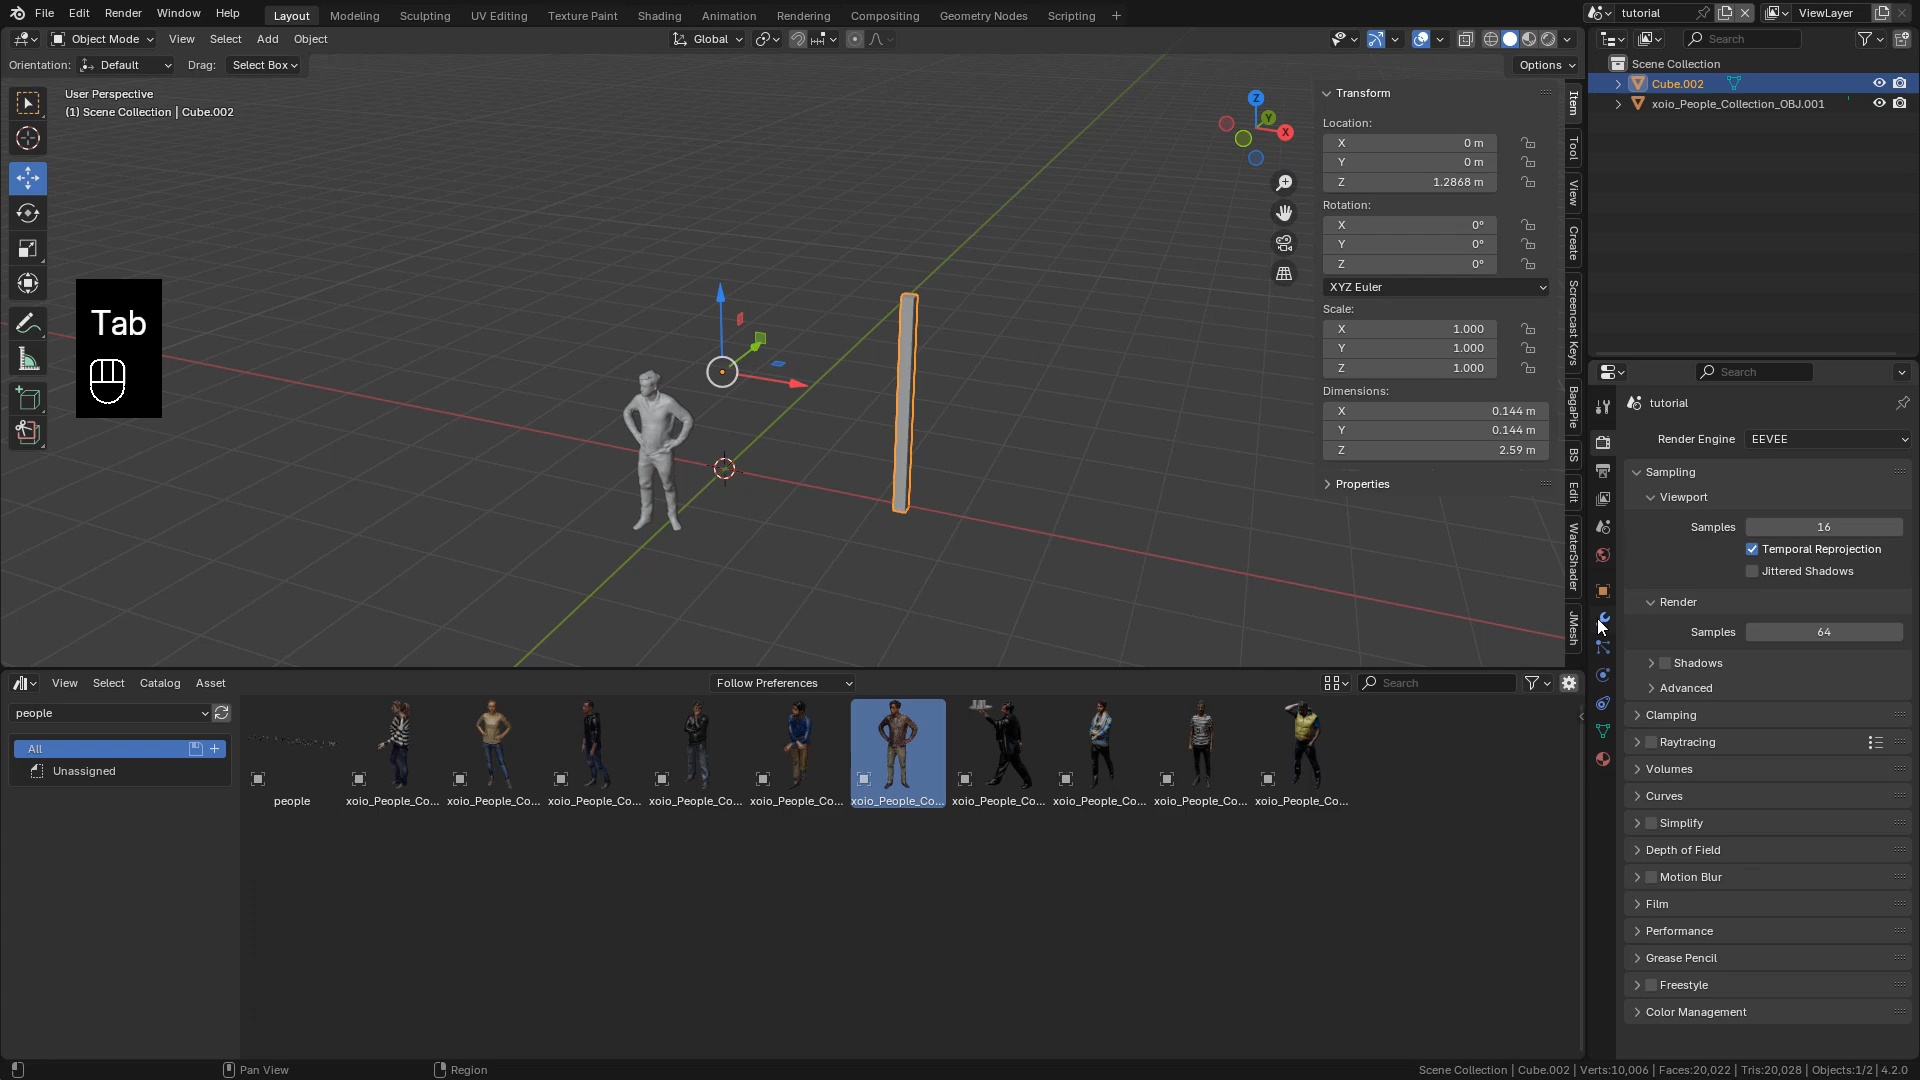 File Edit Render Window Help Layout Modeling Sculpting UV Editing Texture Paint Shading Animation Rendering Compositing Geometry Nodes Scripting + tutorial ViewLayer
Object Mode View Select Add Object Global Search
Orientation: Default Drag: Select Box Options
User Perspective
(1) Scene Collection | Cube.002
Z
Y
X
Tab
Transform
Location:
X 0 m
Y 0 m
Z 1.2868 m
Rotation:
X 0°
Y 0°
Z 0°
XYZ Euler
Scale:
X 1.000
Y 1.000
Z 1.000
Dimensions:
X 0.144 m
Y 0.144 m
Z 2.59 m
Properties
Item
Tool
View
Create
Screencast Keys
BagaPie
BS
Edit
WaterShader
JMesh
Scene Collection
Cube.002
xoio_People_Collection_OBJ.001
Search
tutorial
Render Engine EEVEE
Sampling
Viewport
Samples 16
Temporal Reprojection
Jittered Shadows
Render
Samples 64
Shadows
Advanced
Clamping
Raytracing
Volumes
Curves
Simplify
Depth of Field
Motion Blur
Film
Performance
Grease Pencil
Freestyle
Color Management
View Select Catalog Asset Follow Preferences Search
people
All
Unassigned
people xoio_People_Co... xoio_People_Co... xoio_People_Co... xoio_People_Co... xoio_People_Co... xoio_People_Co... xoio_People_Co... xoio_People_Co... xoio_People_Co... xoio_People_Co...
Pan View Region Scene Collection | Cube.002 | Verts:10,006 | Faces:20,022 | Tris:20,028 | Objects:1/2 | 4.2.0